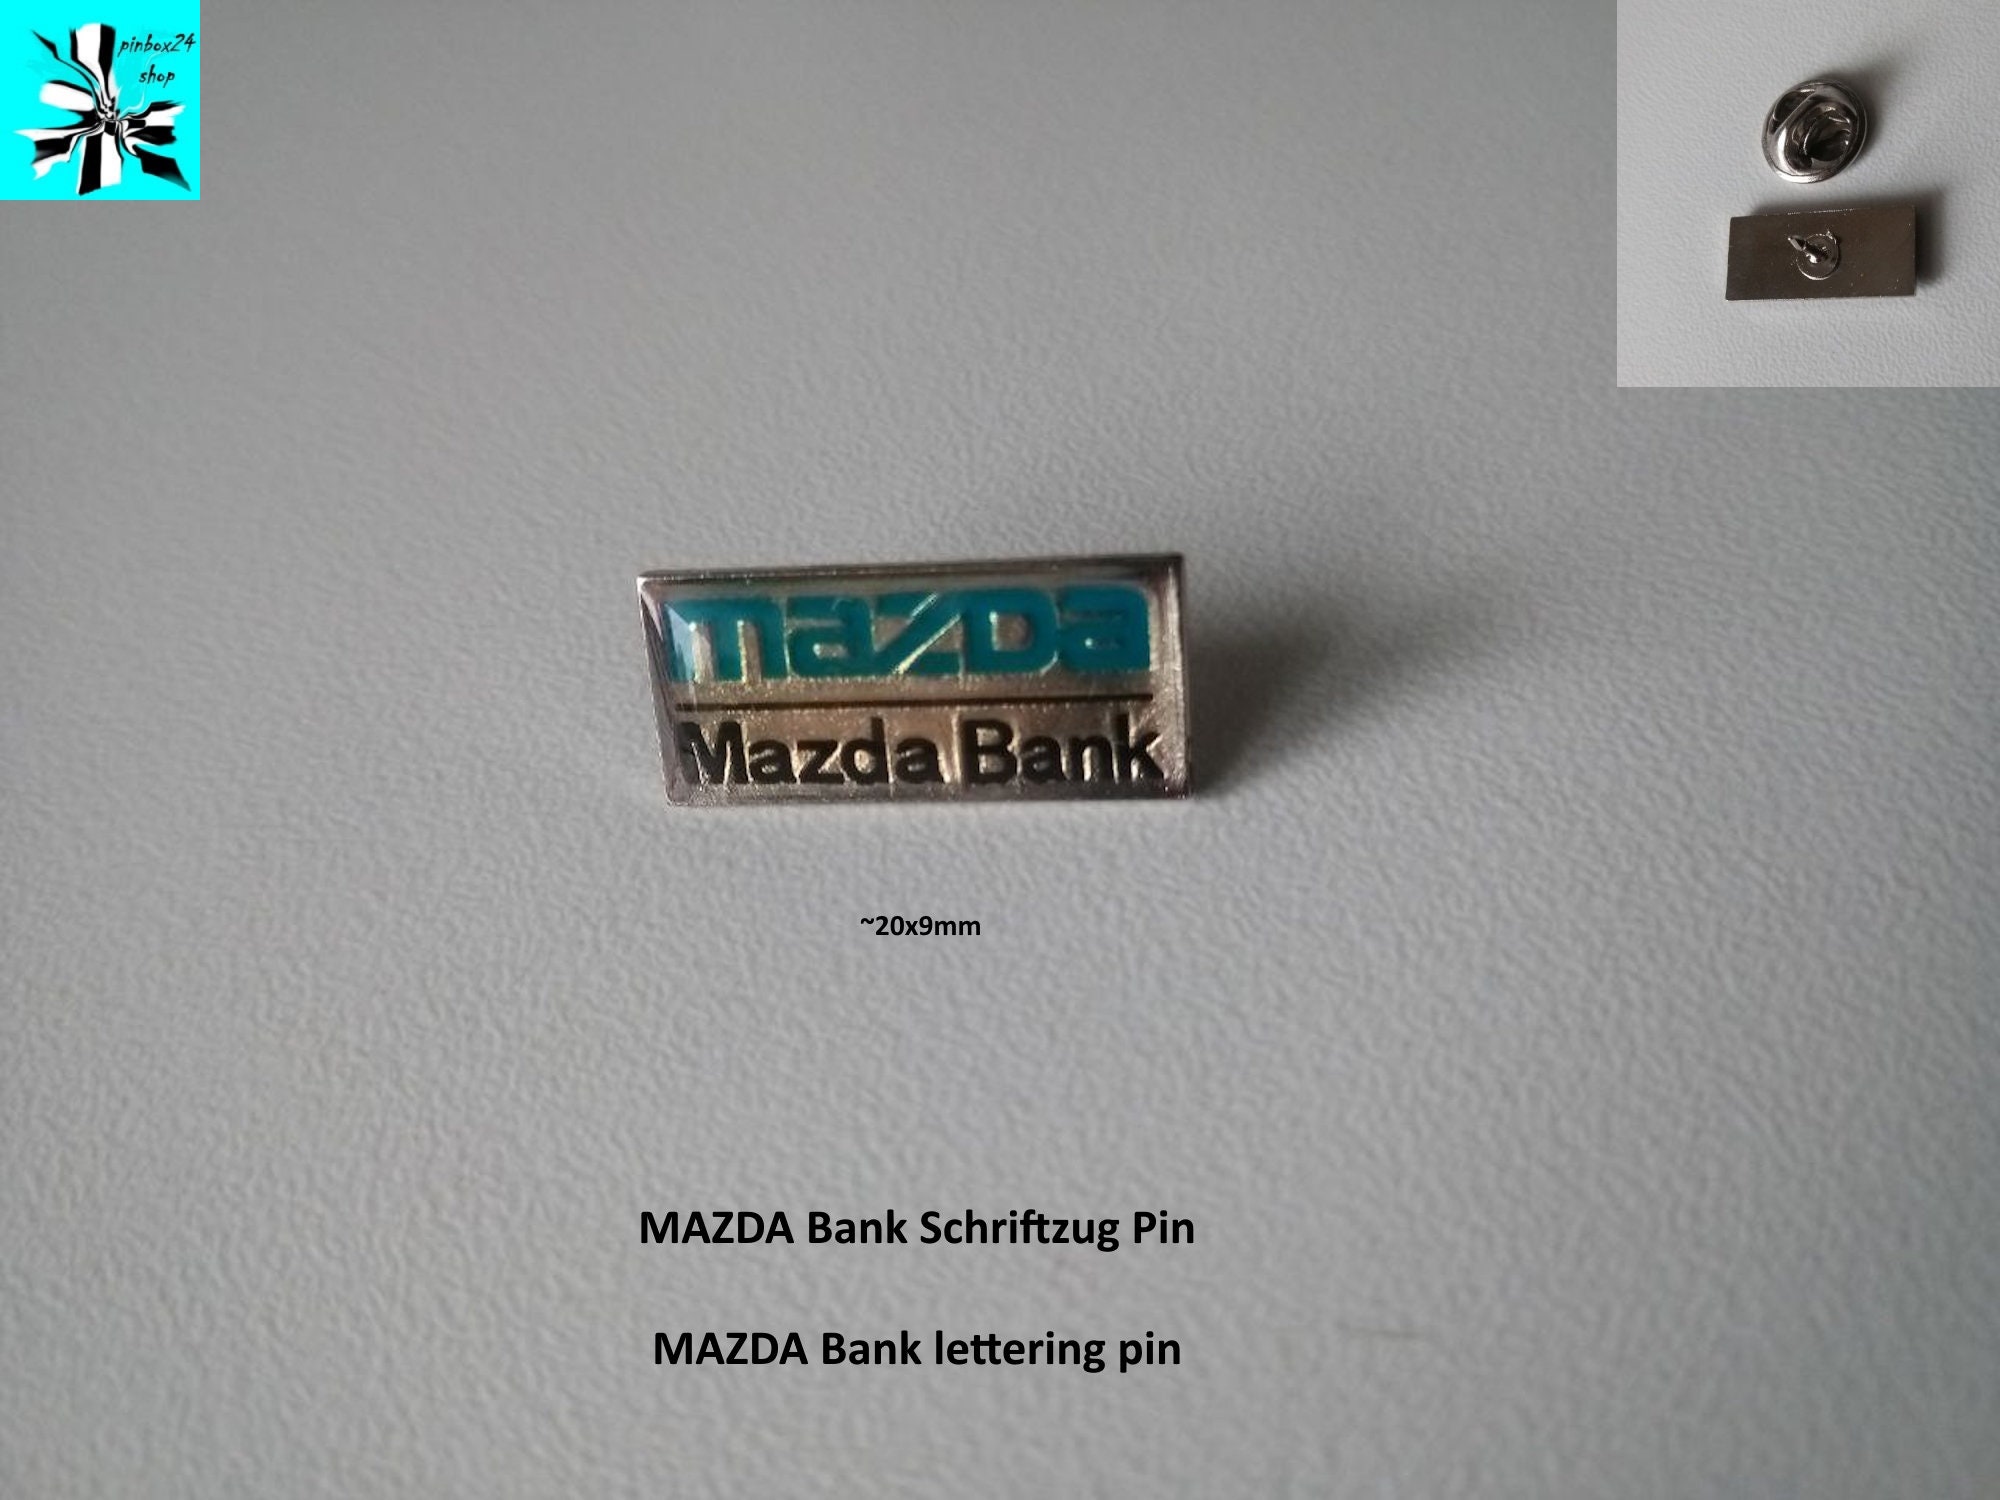 pinbox24
shop
mazda
Mazda Bank
~20x9mm
MAZDA Bank Schriftzug Pin
MAZDA Bank lettering pin